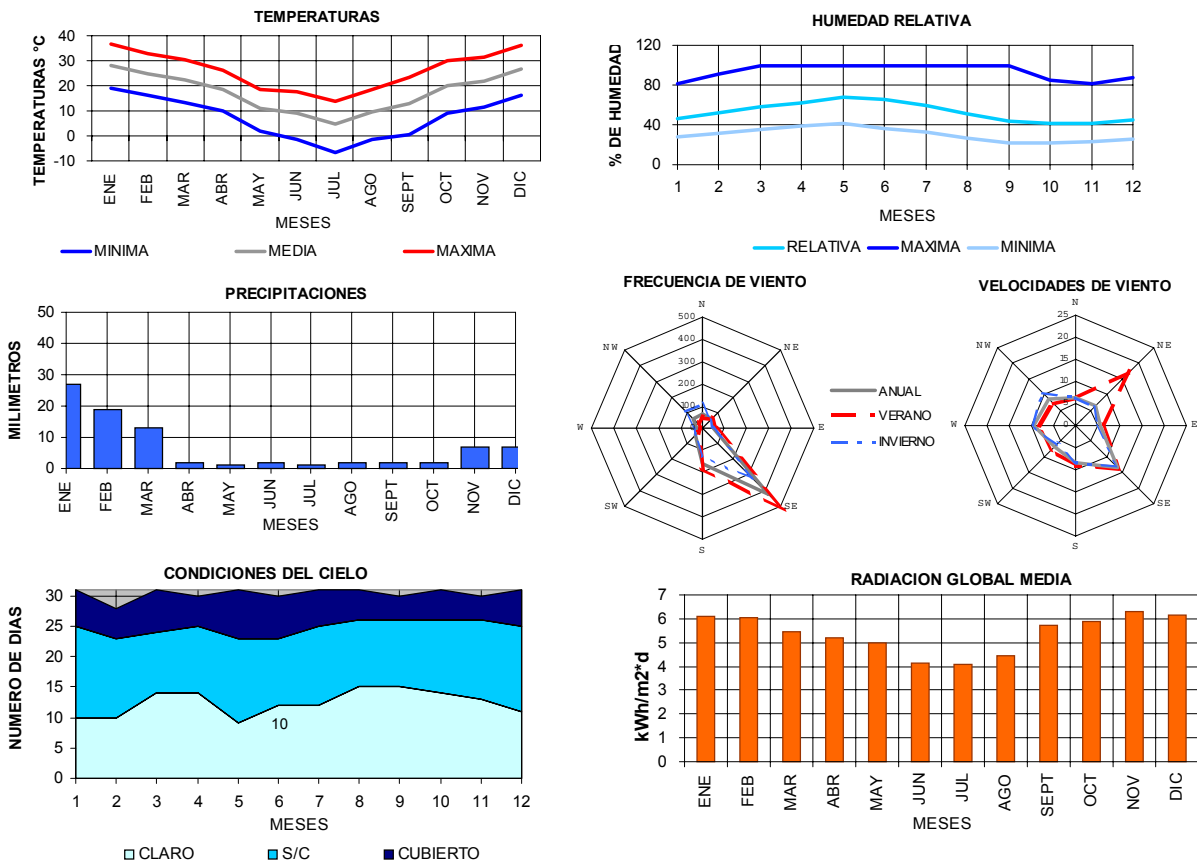 TEMPERATURAS
TEMPERATURAS °C
40
30
20
10
0
-10
ENE
FEB
MAR
ABR
MAY
JUN
JUL
AGO
SEPT
OCT
NOV
DIC
MESES
MINIMA MEDIA MAXIMA
HUMEDAD RELATIVA
% DE HUMEDAD
120
80
40
0
1 2 3 4 5 6 7 8 9 10 11 12
MESES
RELATIVA MAXIMA MINIMA
PRECIPITACIONES
MILIMETROS
50
40
30
20
10
0
ENE
FEB
MAR
ABR
MAY
JUN
JUL
AGO
SEPT
OCT
NOV
DIC
MESES
FRECUENCIA DE VIENTO
N
NE
E
SE
S
SW
W
NW
500
400
300
200
100
0
ANUAL
VERANO
INVIERNO
VELOCIDADES DE VIENTO
N
NE
E
SE
S
SW
W
NW
25
20
15
10
5
0
CONDICIONES DEL CIELO
NUMERO DE DIAS
30
25
20
15
10
5
0
10
1 2 3 4 5 6 7 8 9 10 11 12
MESES
CLARO S/C CUBIERTO
RADIACION GLOBAL MEDIA
kWh/m2*d
7
6
5
4
3
2
1
0
ENE
FEB
MAR
ABR
MAY
JUN
JUL
AGO
SEPT
OCT
NOV
DIC
MESES